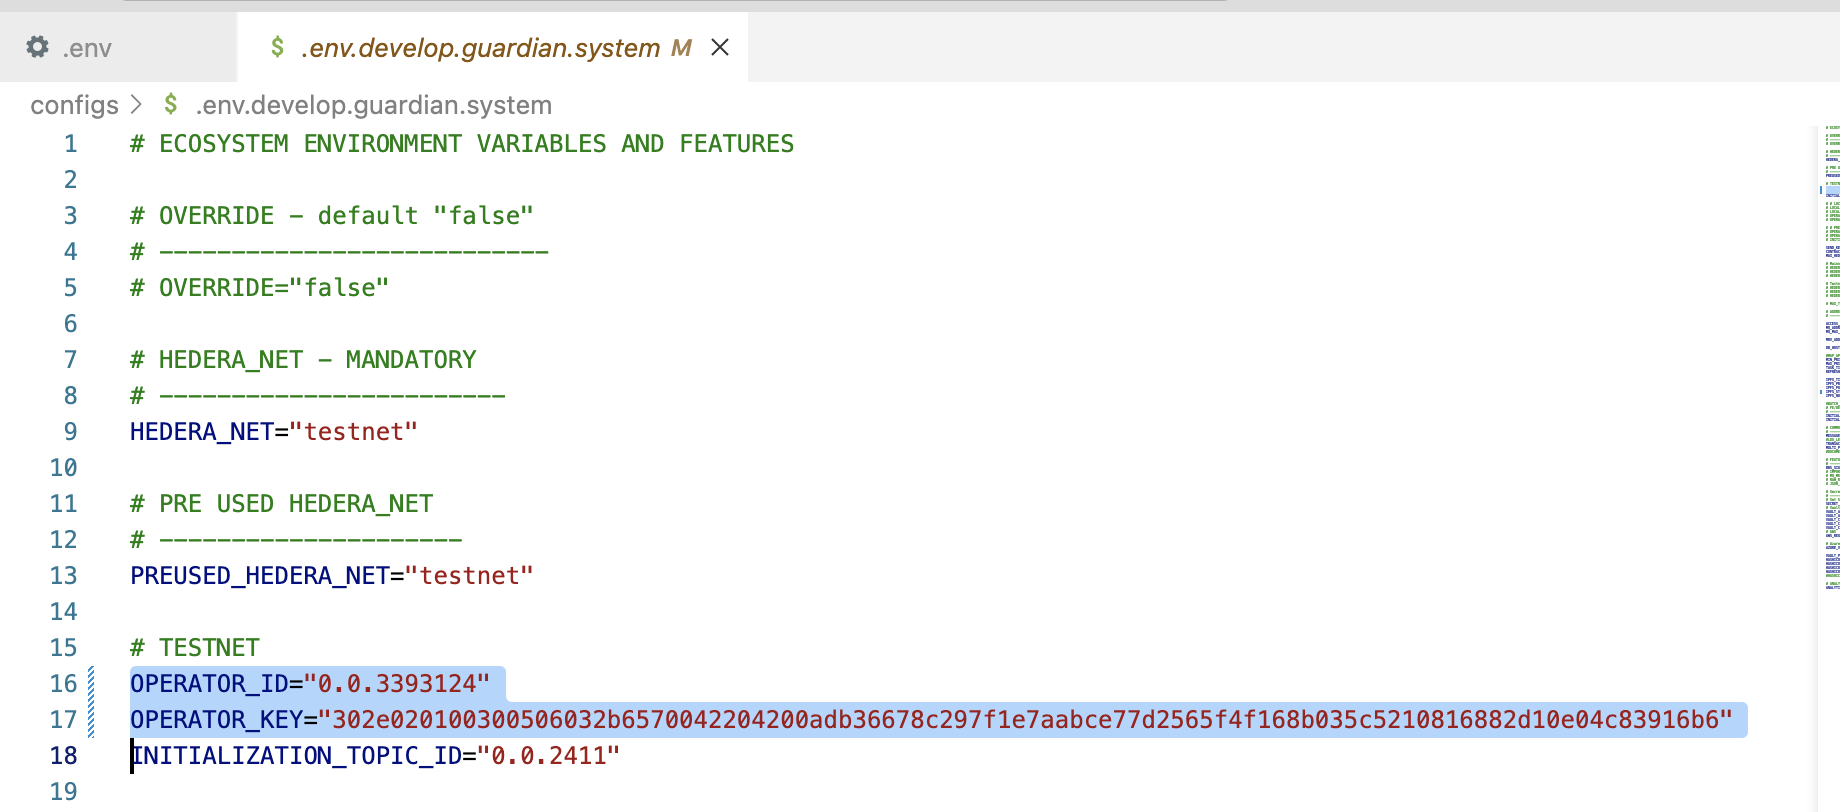 .env
$ .env.develop.guardian.system M ×
configs > $ .env.develop.guardian.system
1 # ECOSYSTEM ENVIRONMENT VARIABLES AND FEATURES
2
3 # OVERRIDE - default "false"
4 # ---------------------------
5 # OVERRIDE="false"
6
7 # HEDERA_NET - MANDATORY
8 # ------------------------
9 HEDERA_NET="testnet"
10
11 # PRE USED HEDERA_NET
12 # ---------------------
13 PREUSED_HEDERA_NET="testnet"
14
15 # TESTNET
16 OPERATOR_ID="0.0.3393124"
17 OPERATOR_KEY="302e020100300506032b6570042204200adb36678c297f1e7aabce77d2565f4f168b035c5210816882d10e04c83916b6"
18 INITIALIZATION_TOPIC_ID="0.0.2411"
19